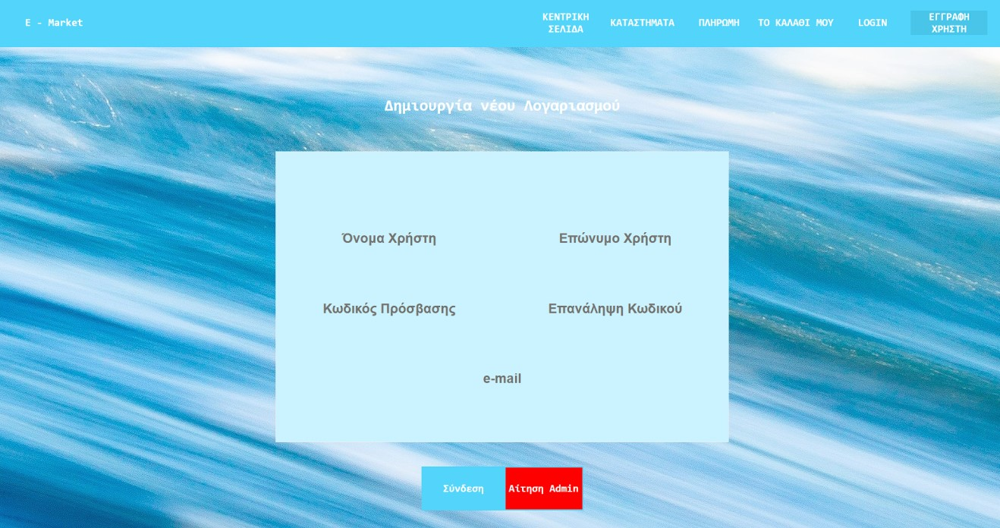 E - Market
ΚΕΝΤΡΙΚΗ
ΣΕΛΙΔΑ
ΚΑΤΑΣΤΗΜΑΤΑ
ΠΛΗΡΩΜΗ
ΤΟ ΚΑΛΑΘΙ ΜΟΥ
LOGIN
ΕΓΓΡΑΦΗ
ΧΡΗΣΤΗ
Δημιουργία νέου Λογαριασμού
Όνομα Χρήστη
Επώνυμο Χρήστη
Κωδικός Πρόσβασης
Επανάληψη Κωδικού
e-mail
Σύνδεση
Αίτηση Admin